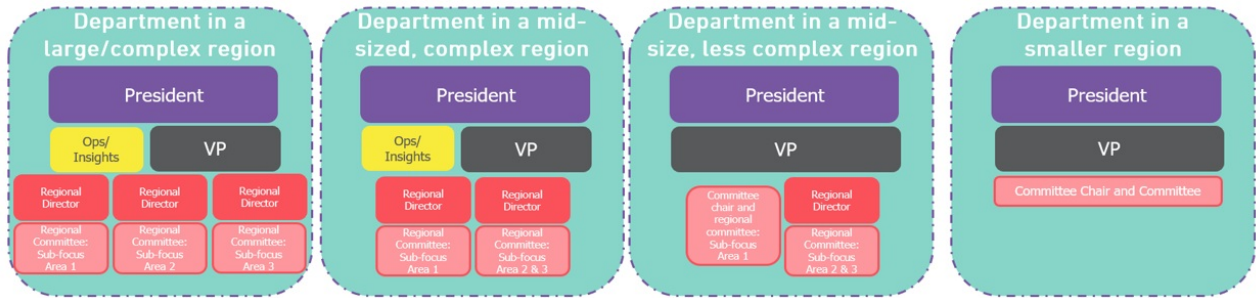 Department in a
large/complex region
President
Ops/
Insights
VP
Regional
Director
Regional
Director
Regional
Director
Regional
Committee:
Sub-focus
Area 1
Regional
Committee:
Sub-focus
Area 2
Regional
Committee:
Sub-focus
Area 3
Department in a mid-
sized, complex region
President
Ops/
Insights
VP
Regional
Director
Regional
Director
Regional
Committee:
Sub-focus
Area 1
Regional
Committee:
Sub-focus
Area 2 & 3
Department in a mid-
size, less complex region
President
VP
Committee
chair and
regional
committee:
Sub-focus
Area 1
Regional
Director
Regional
Committee:
Sub-focus
Area 2 & 3
Department in a
smaller region
President
VP
Committee Chair and Committee